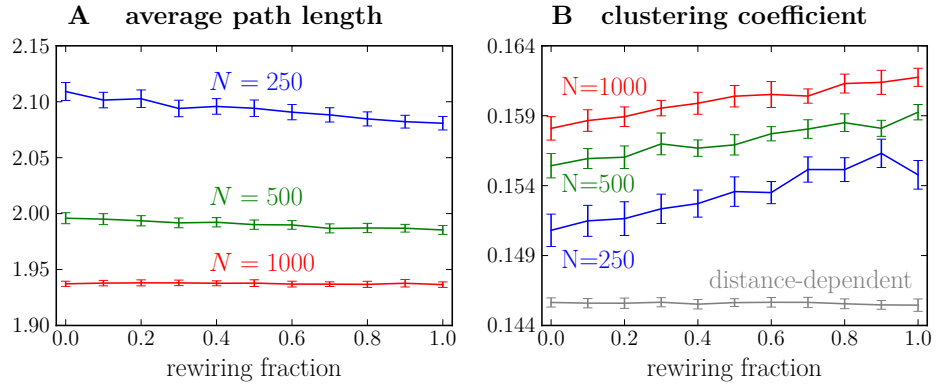 A average path length
2.15
2.10
2.05
2.00
1.95
1.90
N = 250
N = 500
N = 1000
0.0 0.2 0.4 0.6 0.8 1.0
rewiring fraction
B clustering coefficient
0.164
0.159
0.154
0.149
0.144
N=1000
N=500
N=250
distance-dependent
0.0 0.2 0.4 0.6 0.8 1.0
rewiring fraction